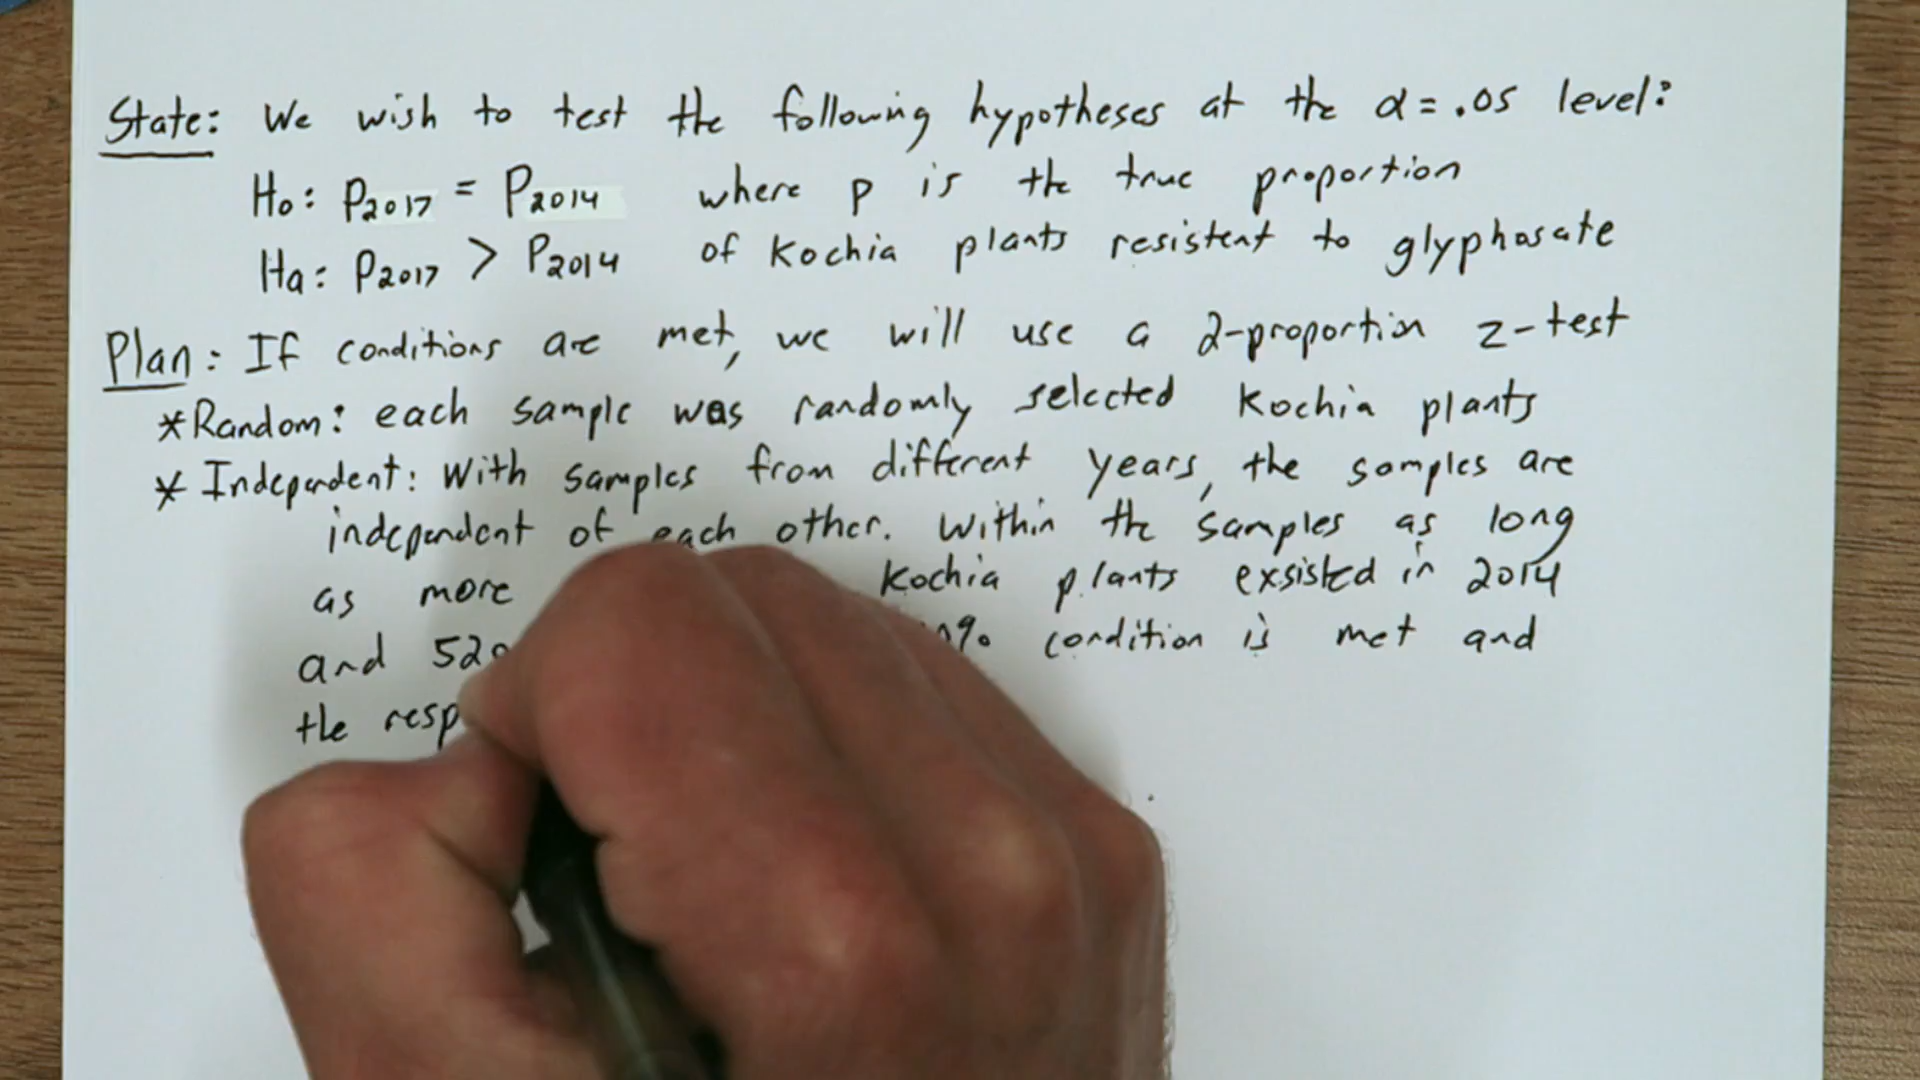 State: We wish to test the following hypotheses at the α = .05 level:
Ho: P2017 = P2014 where p is the true proportion
Ha: P2017 > P2014 of Kochia plants resistent to glyphosate
Plan: If conditions are met, we will use a 2-proportion z-test
*Random: each sample was randomly selected Kochia plants
* Independent: With samples from different years, the samples are
independent of each other. Within the samples as long
as more Kochia plants exsisted in 2014
and condition is met and
the